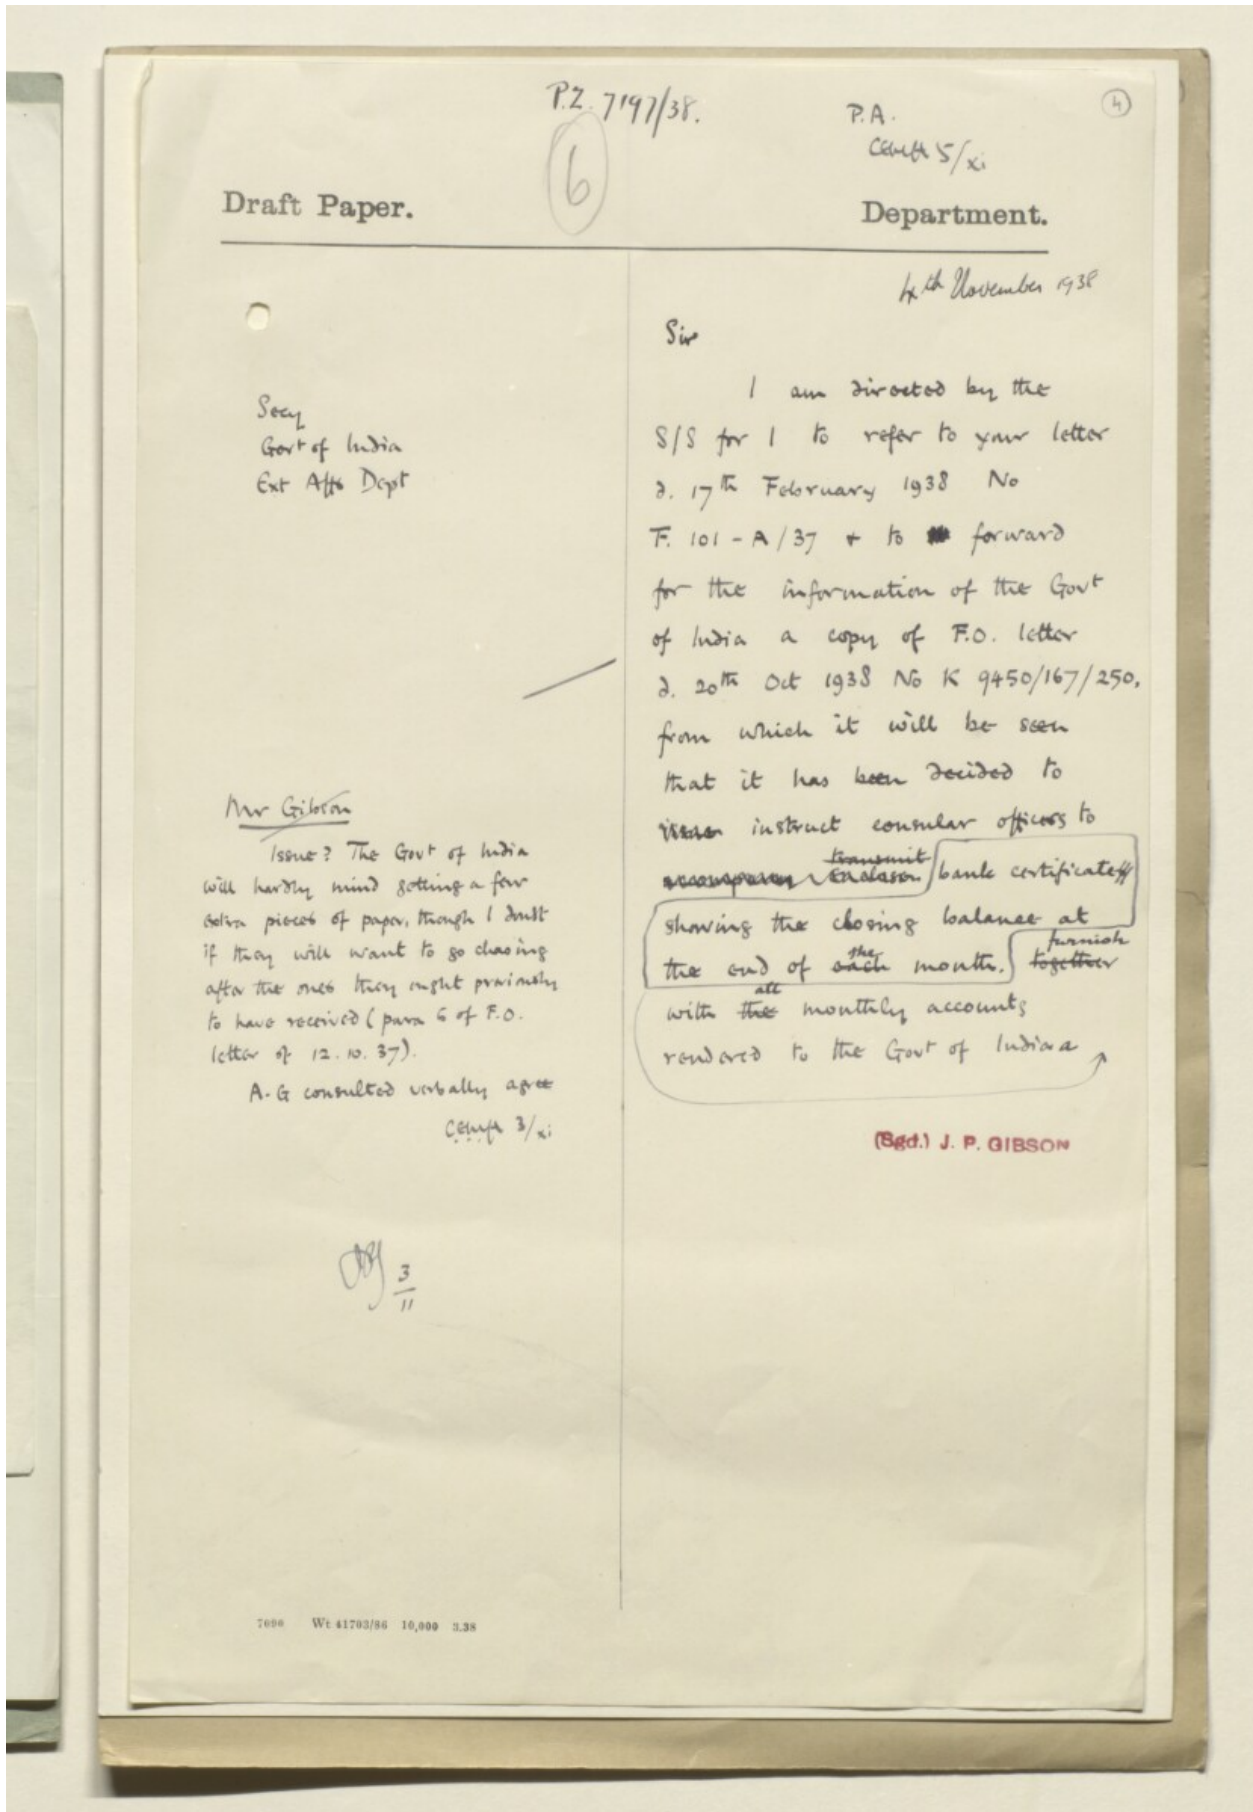 P.Z. 7197/38.
6
P.A.
5/xi
4
Draft Paper.
Department.
4th November 1938
Secy
Govt of India
Ext Affs Dept
Sir
I am directed by the
S/S for I to refer to your letter
d. 17th February 1938 No
F. 101-A/37 + to forward
for the information of the Govt
of India a copy of F.O. letter
d. 20th Oct 1938 No K 9450/167/250,
from which it will be seen
that it has been decided to
issue instruct consular officers to
transmit
accompany enclose bank certificates
showing the closing balance at
the furnish
the end of each month. together
all
with the monthly accounts
rendered to the Govt of India
(Sgd.) J. P. GIBSON
Mr Gibson
Issue? The Govt of India
will hardly mind getting a few
extra pieces of paper, though I doubt
if they will want to go chasing
after the ones they ought previously
to have received (para 6 of F.O.
letter of 12.10.37).
A-G consulted verbally agree
3/xi
3
11
7090 Wt 41703/86 10,000 3.38